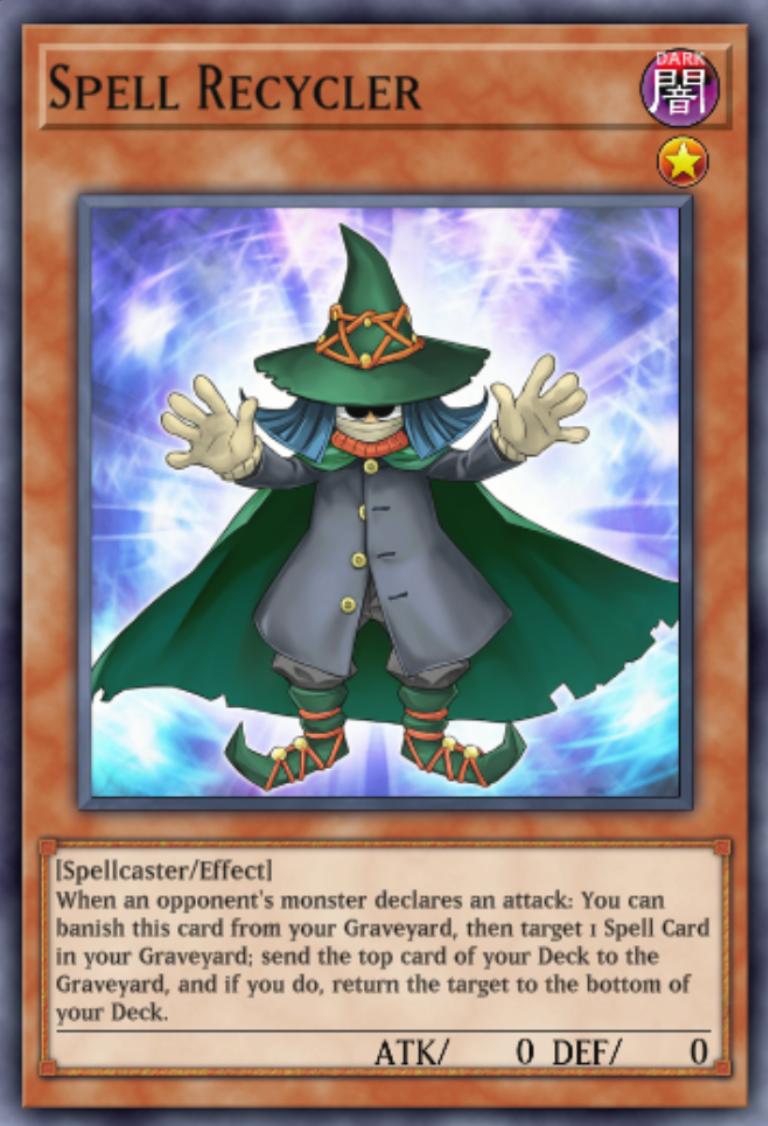 Spell Recycler
DARK
闇
[Spellcaster/Effect]
When an opponent's monster declares an attack: You can
banish this card from your Graveyard, then target 1 Spell Card
in your Graveyard; send the top card of your Deck to the
Graveyard, and if you do, return the target to the bottom of
your Deck.
ATK/ 0 DEF/ 0